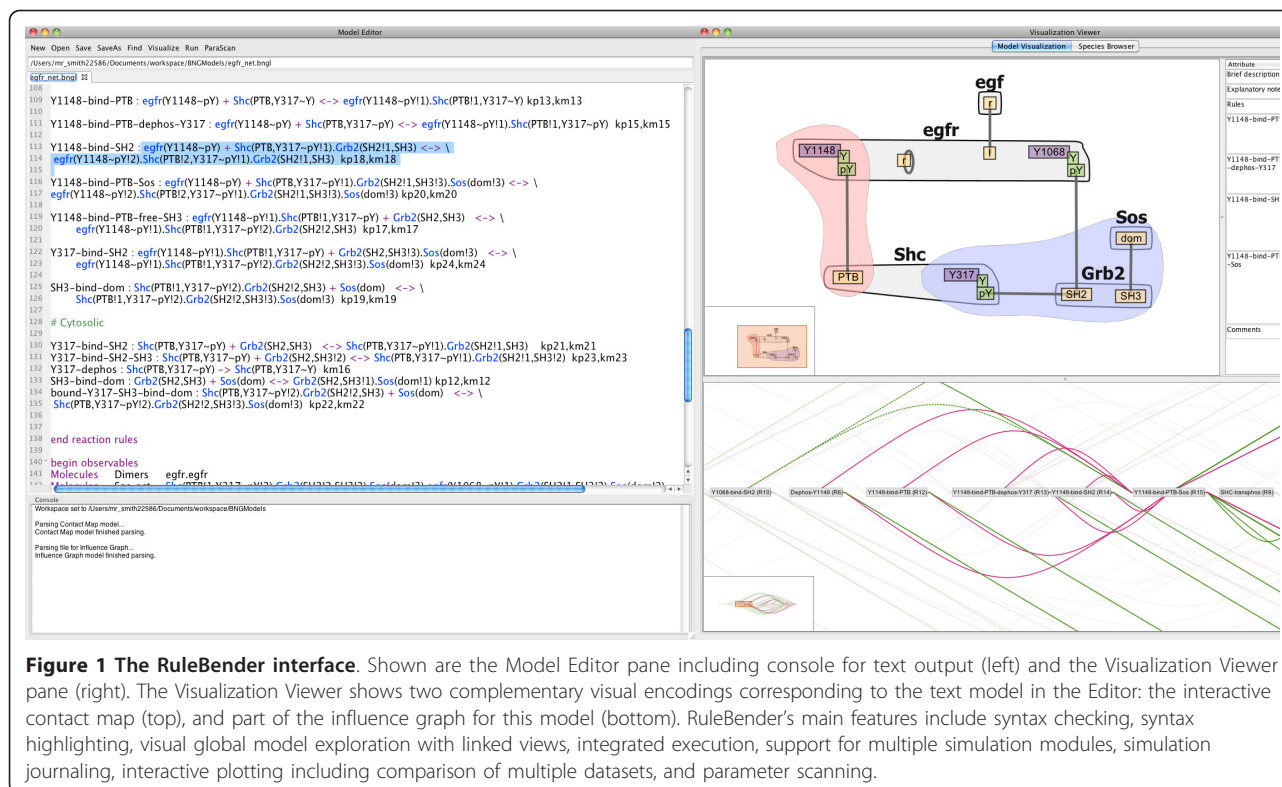 Model Editor
New Open Save SaveAs Find Visualize Run ParaScan
/Users/mr_smith22586/Documents/workspace/BNGModels/egfr_net.bngl
egfr_net.bngl
108
109 Y1148-bind-PTB : egfr(Y1148~pY) + Shc(PTB,Y317~Y) <-> egfr(Y1148~pY!1).Shc(PTB!1,Y317~Y) kp13,km13
110
111 Y1148-bind-PTB-dephos-Y317 : egfr(Y1148~pY) + Shc(PTB,Y317~pY) <-> egfr(Y1148~pY!1).Shc(PTB!1,Y317~pY) kp15,km15
112
113 Y1148-bind-SH2 : egfr(Y1148~pY) + Shc(PTB,Y317~pY!1).Grb2(SH2!1,SH3) <-> \
114 egfr(Y1148~pY!2).Shc(PTB!2,Y317~pY!1).Grb2(SH2!1,SH3) kp18,km18
115
116 Y1148-bind-PTB-Sos : egfr(Y1148~pY) + Shc(PTB,Y317~pY!1).Grb2(SH2!1,SH3!3).Sos(dom!3) <-> \
117 egfr(Y1148~pY!2).Shc(PTB!2,Y317~pY!1).Grb2(SH2!1,SH3!3).Sos(dom!3) kp20,km20
118
119 Y1148-bind-PTB-free-SH3 : egfr(Y1148~pY!1).Shc(PTB!1,Y317~pY) + Grb2(SH2,SH3) <-> \
120 egfr(Y1148~pY!1).Shc(PTB!1,Y317~pY!2).Grb2(SH2!2,SH3) kp17,km17
121
122 Y317-bind-SH2 : egfr(Y1148~pY!1).Shc(PTB!1,Y317~pY) + Grb2(SH2,SH3!3).Sos(dom!3) <-> \
123 egfr(Y1148~pY!1).Shc(PTB!1,Y317~pY!2).Grb2(SH2!2,SH3!3).Sos(dom!3) kp24,km24
124
125 SH3-bind-dom : Shc(PTB!1,Y317~pY!2).Grb2(SH2!2,SH3) + Sos(dom) <-> \
126 Shc(PTB!1,Y317~pY!2).Grb2(SH2!2,SH3!3).Sos(dom!3) kp19,km19
127
128 # Cytosolic
129
130 Y317-bind-SH2 : Shc(PTB,Y317~pY) + Grb2(SH2,SH3) <-> Shc(PTB,Y317~pY!1).Grb2(SH2!1,SH3) kp21,km21
131 Y317-bind-SH2-SH3 : Shc(PTB,Y317~pY) + Grb2(SH2,SH3!2) <-> Shc(PTB,Y317~pY!1).Grb2(SH2!1,SH3!2) kp23,km23
132 Y317-dephos : Shc(PTB,Y317~pY) -> Shc(PTB,Y317~Y) km16
133 SH3-bind-dom : Grb2(SH2,SH3) + Sos(dom) <-> Grb2(SH2,SH3!1).Sos(dom!1) kp12,km12
134 bound-Y317-SH3-bind-dom : Shc(PTB,Y317~pY!2).Grb2(SH2!2,SH3) + Sos(dom) <-> \
135 Shc(PTB,Y317~pY!2).Grb2(SH2!2,SH3!3).Sos(dom!3) kp22,km22
136
137
138 end reaction rules
139
140 begin observables
141 Molecules Dimers egfr.egfr
Console
Workspace set to /Users/mr_smith22586/Documents/workspace/BNGModels
Parsing Contact Map model...
Contact Map model finished parsing.
Parsing file for Influence Graph...
Influence Graph model finished parsing.
Visualization Viewer
Model Visualization Species Browser
egf
r
egfr
Y1148 Y pY
r
l
Y1068 Y pY
Sos
dom
Shc
PTB
Y317 Y pY
Grb2
SH2
SH3
Attribute
Brief description
Explanatory note
Rules
Y1148-bind-PT
Y1148-bind-PT
-dephos-Y317
Y1148-bind-SH
Y1148-bind-PT
-Sos
Comments
Y1068-bind-SH2 (R10) Dephos-Y1148 (R6) Y1148-bind-PTB (R12) Y1148-bind-PTB-dephos-Y317 (R13) Y1148-bind-SH2 (R14) Y1148-bind-PTB-Sos (R15) SHC-transphos (R8)
Figure 1 The RuleBender interface. Shown are the Model Editor pane including console for text output (left) and the Visualization Viewer
pane (right). The Visualization Viewer shows two complementary visual encodings corresponding to the text model in the Editor: the interactive
contact map (top), and part of the influence graph for this model (bottom). RuleBender's main features include syntax checking, syntax
highlighting, visual global model exploration with linked views, integrated execution, support for multiple simulation modules, simulation
journaling, interactive plotting including comparison of multiple datasets, and parameter scanning.